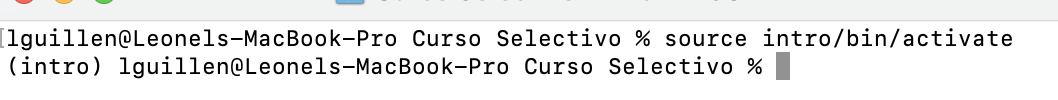 [lguillen@Leonels-MacBook-Pro Curso Selectivo % source intro/bin/activate
(intro) lguillen@Leonels-MacBook-Pro Curso Selectivo %